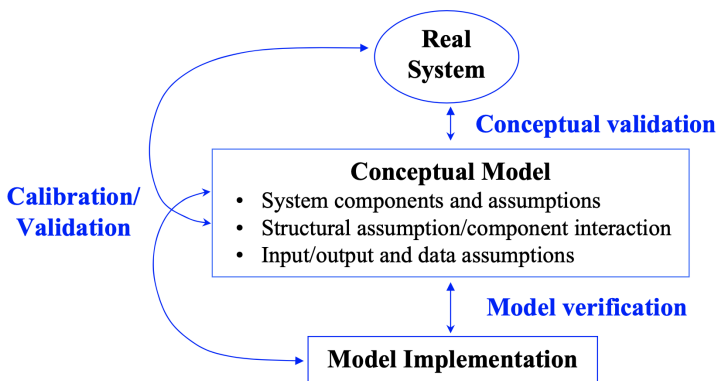 Real
System
Conceptual validation
Conceptual Model
• System components and assumptions
• Structural assumption/component interaction
• Input/output and data assumptions
Calibration/
Validation
Model verification
Model Implementation